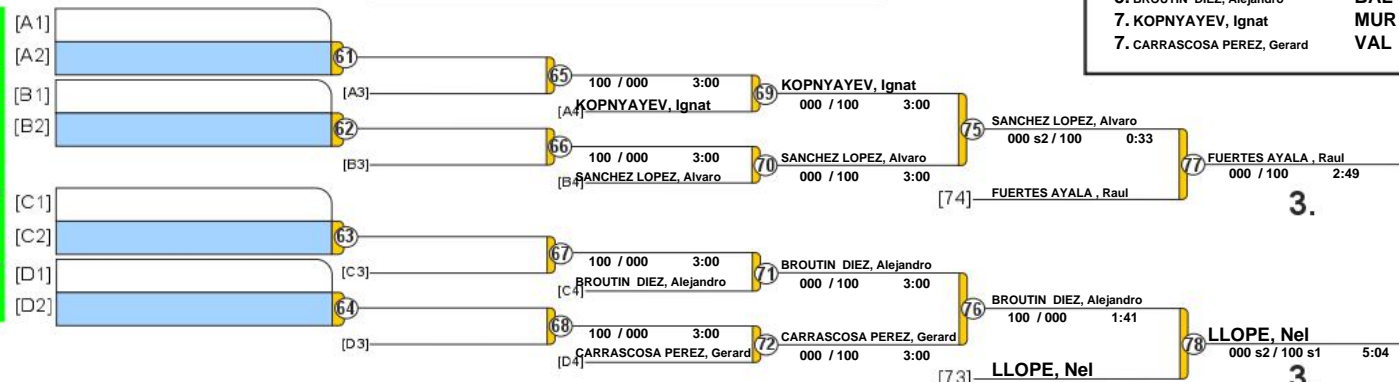 5. BROUTIN DIEZ, Alejandro BAL
7. KOPNYAYEV, Ignat MUR
7. CARRASCOSA PEREZ, Gerard VAL
[A1]
[A2]
61
[A3]
[B1]
[B2]
62
[B3]
65
100 / 000 3:00
[A4] KOPNYAYEV, Ignat
66
100 / 000 3:00
[B4] SANCHEZ LOPEZ, Alvaro
69
KOPNYAYEV, Ignat
000 / 100 3:00
70
SANCHEZ LOPEZ, Alvaro
000 / 100 3:00
75
SANCHEZ LOPEZ, Alvaro
000 s2 / 100 0:33
[74] FUERTES AYALA , Raul
77
FUERTES AYALA , Raul
000 / 100 2:49
3.
[C1]
[C2]
63
[C3]
[D1]
[D2]
64
[D3]
67
100 / 000 3:00
[C4] BROUTIN DIEZ, Alejandro
68
100 / 000 3:00
[D4] CARRASCOSA PEREZ, Gerard
71
BROUTIN DIEZ, Alejandro
000 / 100 3:00
72
CARRASCOSA PEREZ, Gerard
000 / 100 3:00
76
BROUTIN DIEZ, Alejandro
100 / 000 1:41
[73] LLOPE, Nel
78
LLOPE, Nel
000 s2 / 100 s1 5:04
3